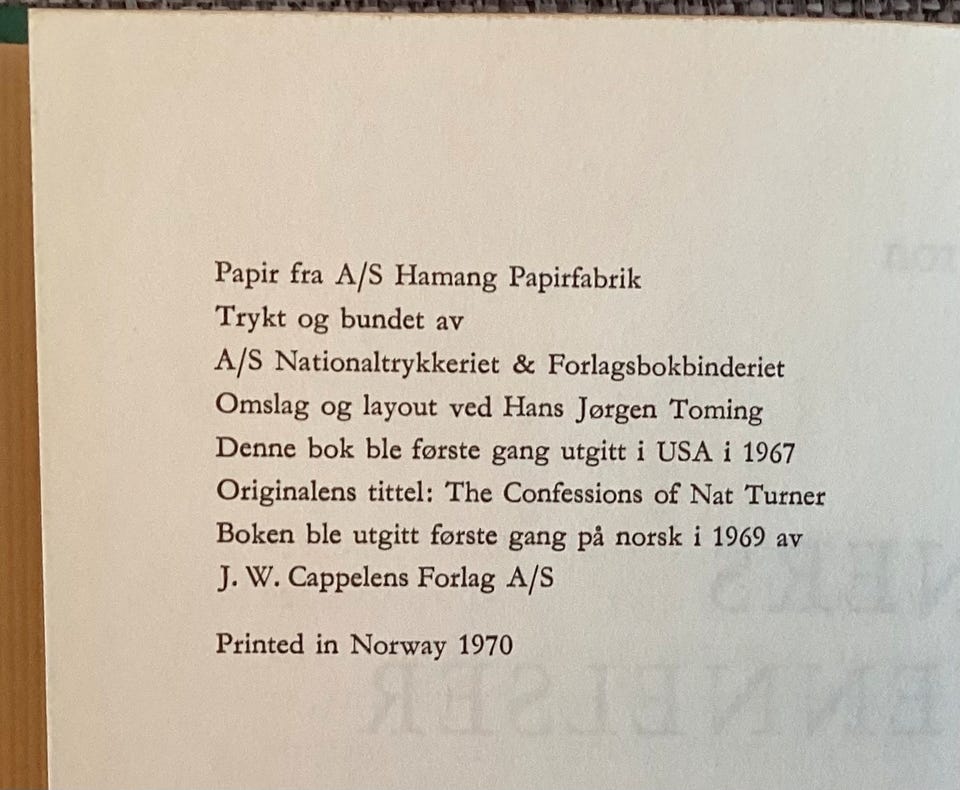 Papir fra A/S Hamang Papirfabrik
Trykt og bundet av
A/S Nationaltrykkeriet & Forlagsbokbinderiet
Omslag og layout ved Hans Jørgen Toming
Denne bok ble første gang utgitt i USA i 1967
Originalens tittel: The Confessions of Nat Turner
Boken ble utgitt første gang på norsk i 1969 av
J. W. Cappelens Forlag A/S
Printed in Norway 1970